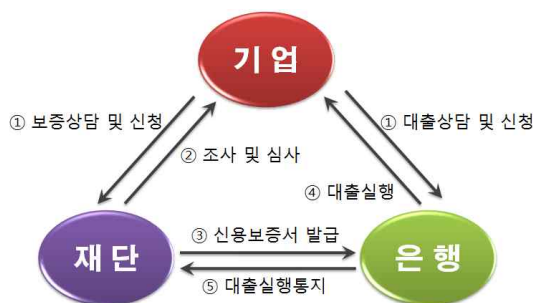 기업
① 보증상담 및 신청
① 대출상담 및 신청
② 조사 및 심사
④ 대출실행
③ 신용보증서 발급
재단
은행
⑤ 대출실행통지